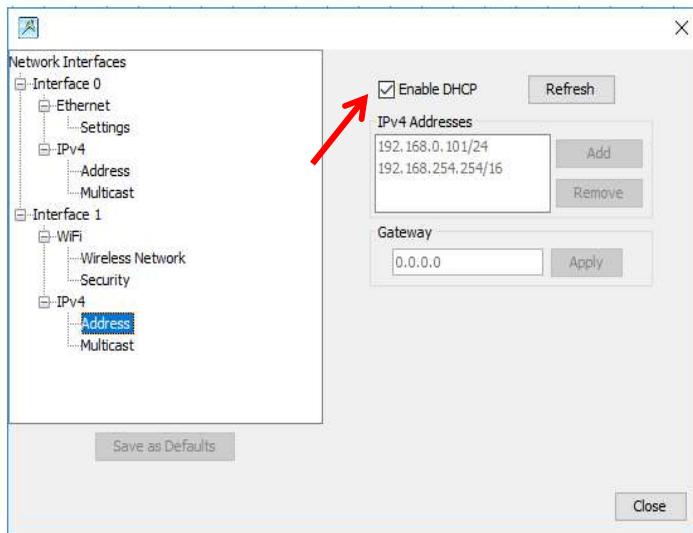 Network Interfaces
Interface 0
Ethernet
Settings
IPv4
Address
Multicast
Interface 1
WiFi
Wireless Network
Security
IPv4
Address
Multicast
Save as Defaults
Enable DHCP
Refresh
IPv4 Addresses
192.168.0.101/24
192.168.254.254/16
Add
Remove
Gateway
0.0.0.0
Apply
Close